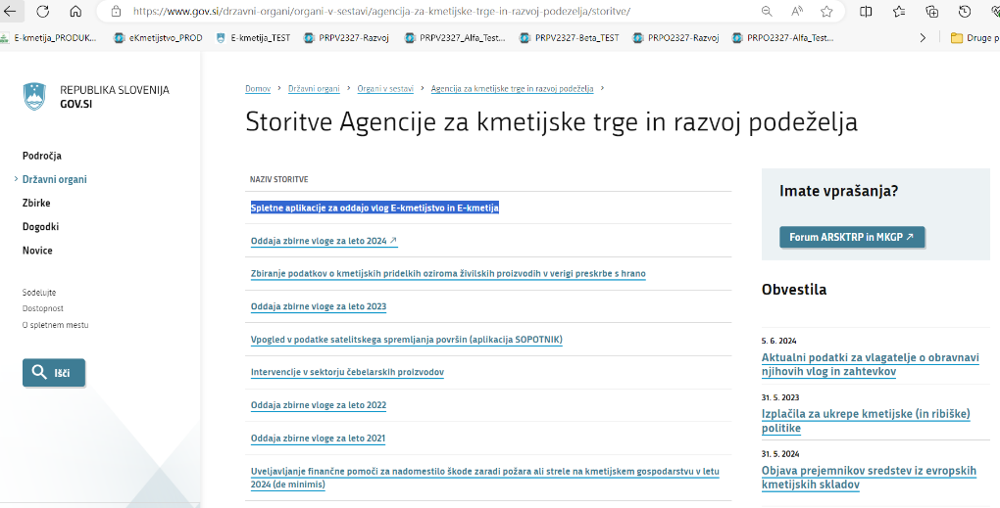 https://www.gov.si/drzavni-organi/organi-v-sestavi/agencija-za-kmetijske-trge-in-razvoj-podezelja/storitve/
E-kmetija_PRODUK...
eKmetijstvo_PROD
E-kmetija_TEST
PRPV2327-Razvoj
PRPV2327_Alfa_Test...
PRPV2327-Beta_TEST
PRPO2327-Razvoj
PRPO2327-Alfa_Test...
Druge p
REPUBLIKA SLOVENIJA
GOV.SI
Področja
Državni organi
Zbirke
Dogodki
Novice
Sodelujte
Dostopnost
O spletnem mestu
Išči
Domov > Državni organi > Organi v sestavi > Agencija za kmetijske trge in razvoj podeželja >
Storitve Agencije za kmetijske trge in razvoj podeželja
NAZIV STORITVE
Spletne aplikacije za oddajo vlog E-kmetijstvo in E-kmetija
Oddaja zbirne vloge za leto 2024
Zbiranje podatkov o kmetijskih pridelkih oziroma živilskih proizvodih v verigi preskrbe s hrano
Oddaja zbirne vloge za leto 2023
Vpogled v podatke satelitskega spremljanja površin (aplikacija SOPOTNIK)
Intervencije v sektorju čebelarskih proizvodov
Oddaja zbirne vloge za leto 2022
Oddaja zbirne vloge za leto 2021
Uveljavljanje finančne pomoči za nadomestilo škode zaradi požara ali strele na kmetijskem gospodarstvu v letu
2024 (de minimis)
Imate vprašanja?
Forum ARSKTRP in MKGP
Obvestila
5. 6. 2024
Aktualni podatki za vlagatelje o obravnavi
njihovih vlog in zahtevkov
31. 5. 2023
Izplačila za ukrepe kmetijske (in ribiške)
politike
31. 5. 2024
Objava prejemnikov sredstev iz evropskih
kmetijskih skladov